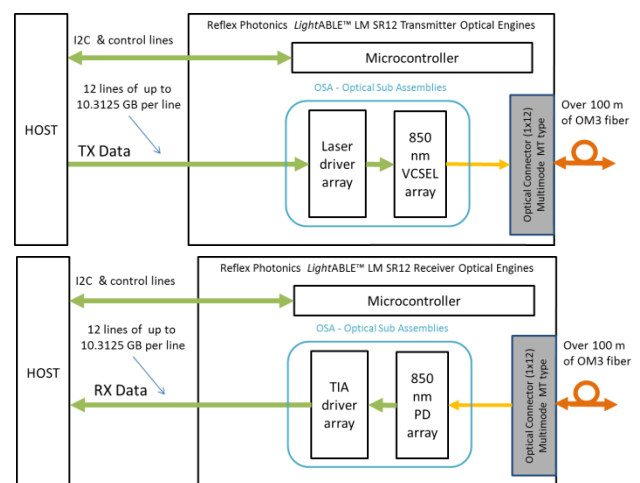 Reflex Photonics LightABLE™ LM SR12 Transmitter Optical Engines
I2C & control lines
Microcontroller
12 lines of up to
10.3125 GB per line
OSA - Optical Sub Assemblies
HOST
TX Data
Laser
driver
array
850
nm
VCSEL
array
Optical Connector (1x12)
Multimode MT type
Over 100 m
of OM3 fiber
Reflex Photonics LightABLE™ LM SR12 Receiver Optical Engines
I2C & control lines
Microcontroller
12 lines of up to
10.3125 GB per line
OSA - Optical Sub Assemblies
HOST
RX Data
TIA
driver
array
850
nm
PD
array
Optical Connector (1x12)
Multimode MT type
Over 100 m
of OM3 fiber